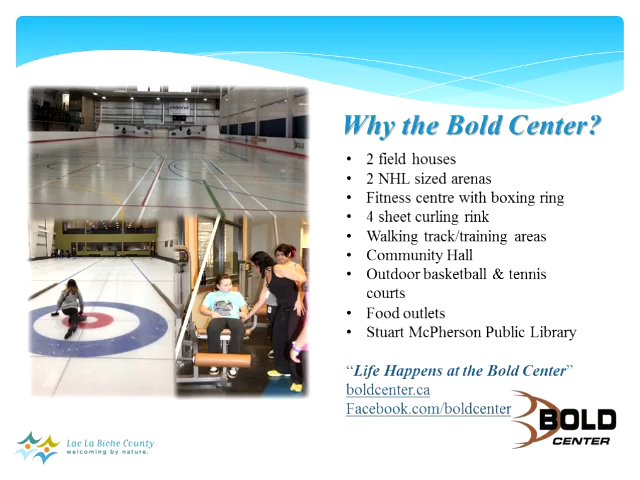 Why the Bold Center?
• 2 field houses
• 2 NHL sized arenas
• Fitness centre with boxing ring
• 4 sheet curling rink
• Walking track/training areas
• Community Hall
• Outdoor basketball & tennis
courts
• Food outlets
• Stuart McPherson Public Library
“Life Happens at the Bold Center”
boldcenter.ca
Facebook.com/boldcenter
BOLD
CENTER
Lac La Biche County
welcoming by nature.